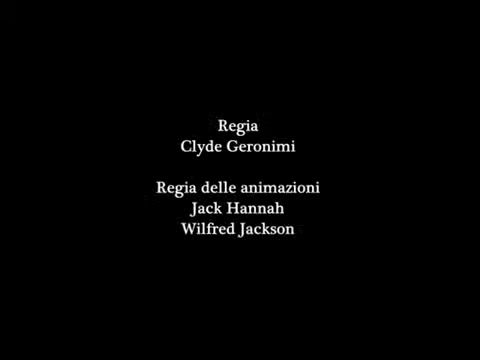 Regia
Clyde Geronimi
Regia delle animazioni
Jack Hannah
Wilfred Jackson